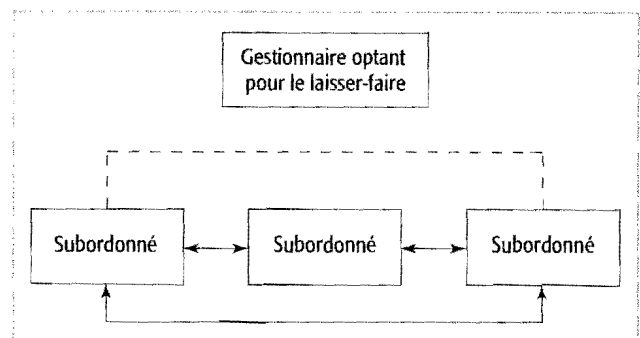 Gestionnaire optant
pour le laisser-faire
Subordonné
Subordonné
Subordonné